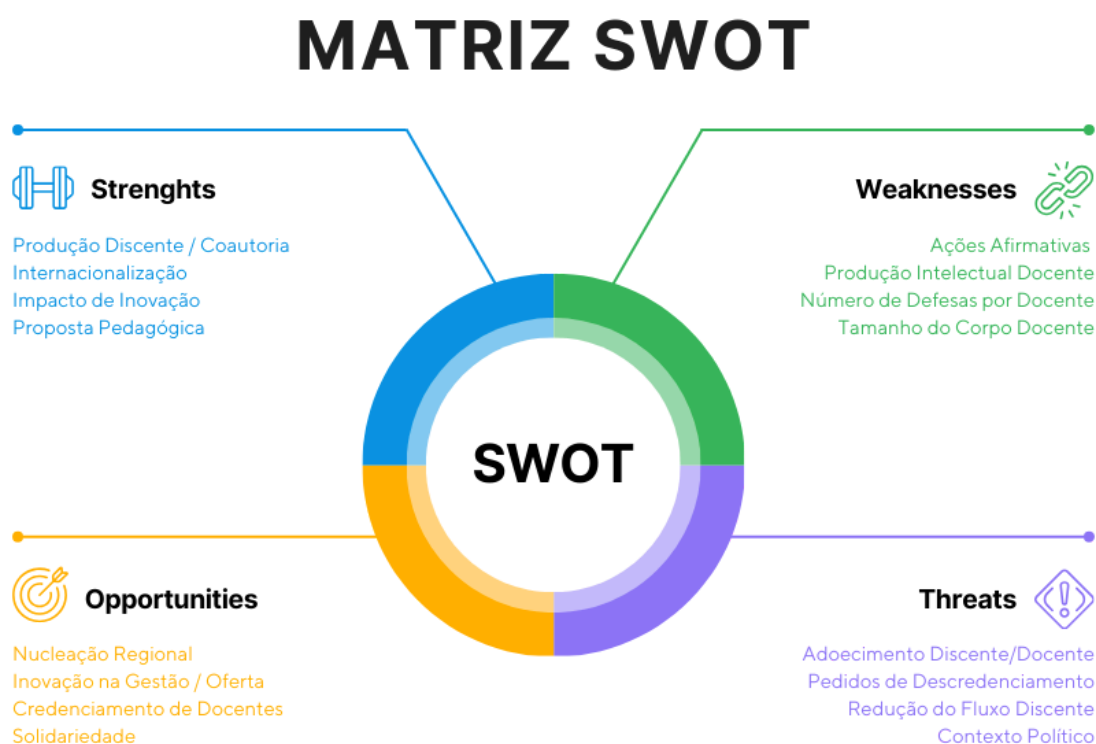 MATRIZ SWOT
Strenghts
Produção Discente / Coautoria
Internacionalização
Impacto de Inovação
Proposta Pedagógica
Weaknesses
Ações Afirmativas
Produção Intelectual Docente
Número de Defesas por Docente
Tamanho do Corpo Docente
SWOT
Opportunities
Nucleação Regional
Inovação na Gestão / Oferta
Credenciamento de Docentes
Solidariedade
Threats
Adoecimento Discente/Docente
Pedidos de Descredenciamento
Redução do Fluxo Discente
Contexto Político